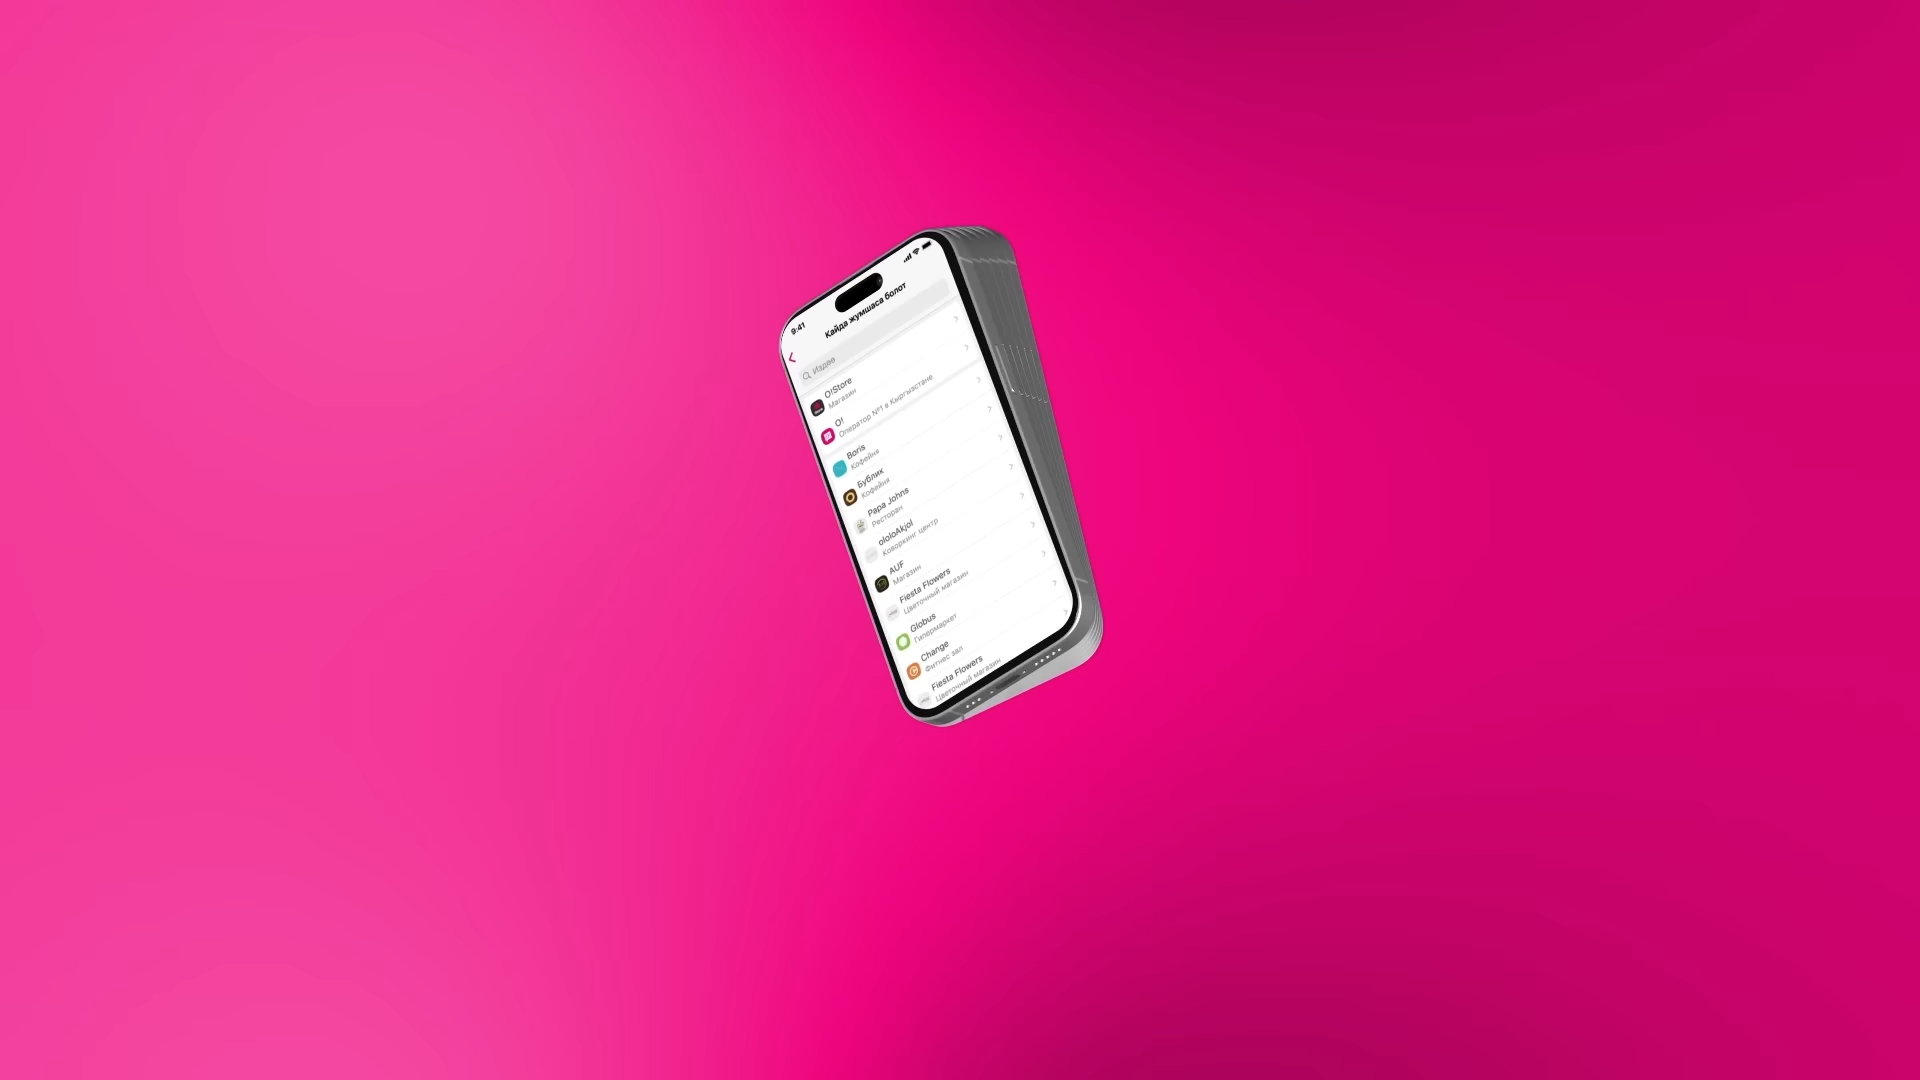 9:41
Кайда жумшаса болот
Издөө
O!Store
Магазин
O!
Оператор №1 в Кыргызстане
Boris
Кофейня
Бублик
Кофейня
Papa Johns
Ресторан
ololoAkjol
Коворкинг центр
AUF
Магазин
Fiesta Flowers
Цветочный магазин
Globus
Гипермаркет
Change
Фитнес зал
Fiesta Flowers
Цветочный магазин